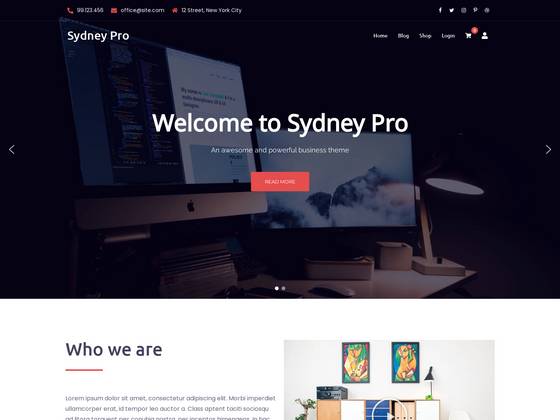 99.123.456 office@site.com 12 Street, New York City
Sydney Pro
Home Blog Shop Login
Welcome to Sydney Pro
An awesome and powerful business theme
READ MORE
Who we are
Lorem ipsum dolor sit amet, consectetur adipiscing elit. Morbi imperdiet
ullamcorper erat, id tempor leo auctor eu. Class aptent taciti sociosqu